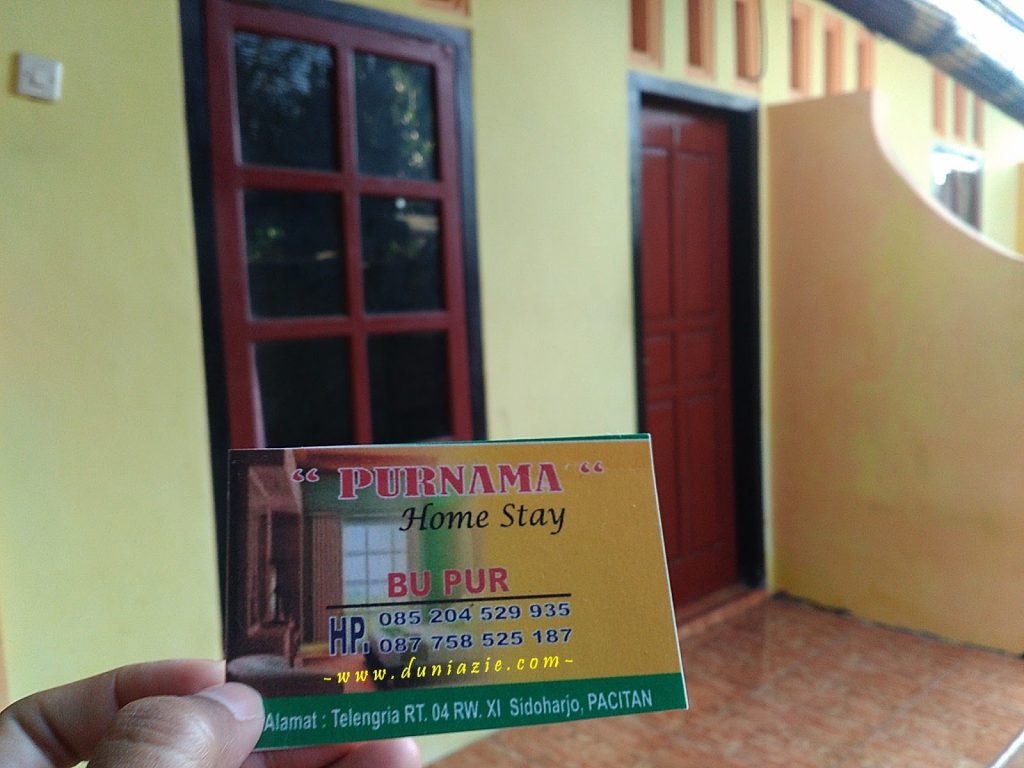 “ PURNAMA “
Home Stay
BU PUR
HP. 085 204 529 935
087 758 525 187
~www.duniazie.com~
Alamat : Telengria RT. 04 RW. XI Sidoharjo, PACITAN